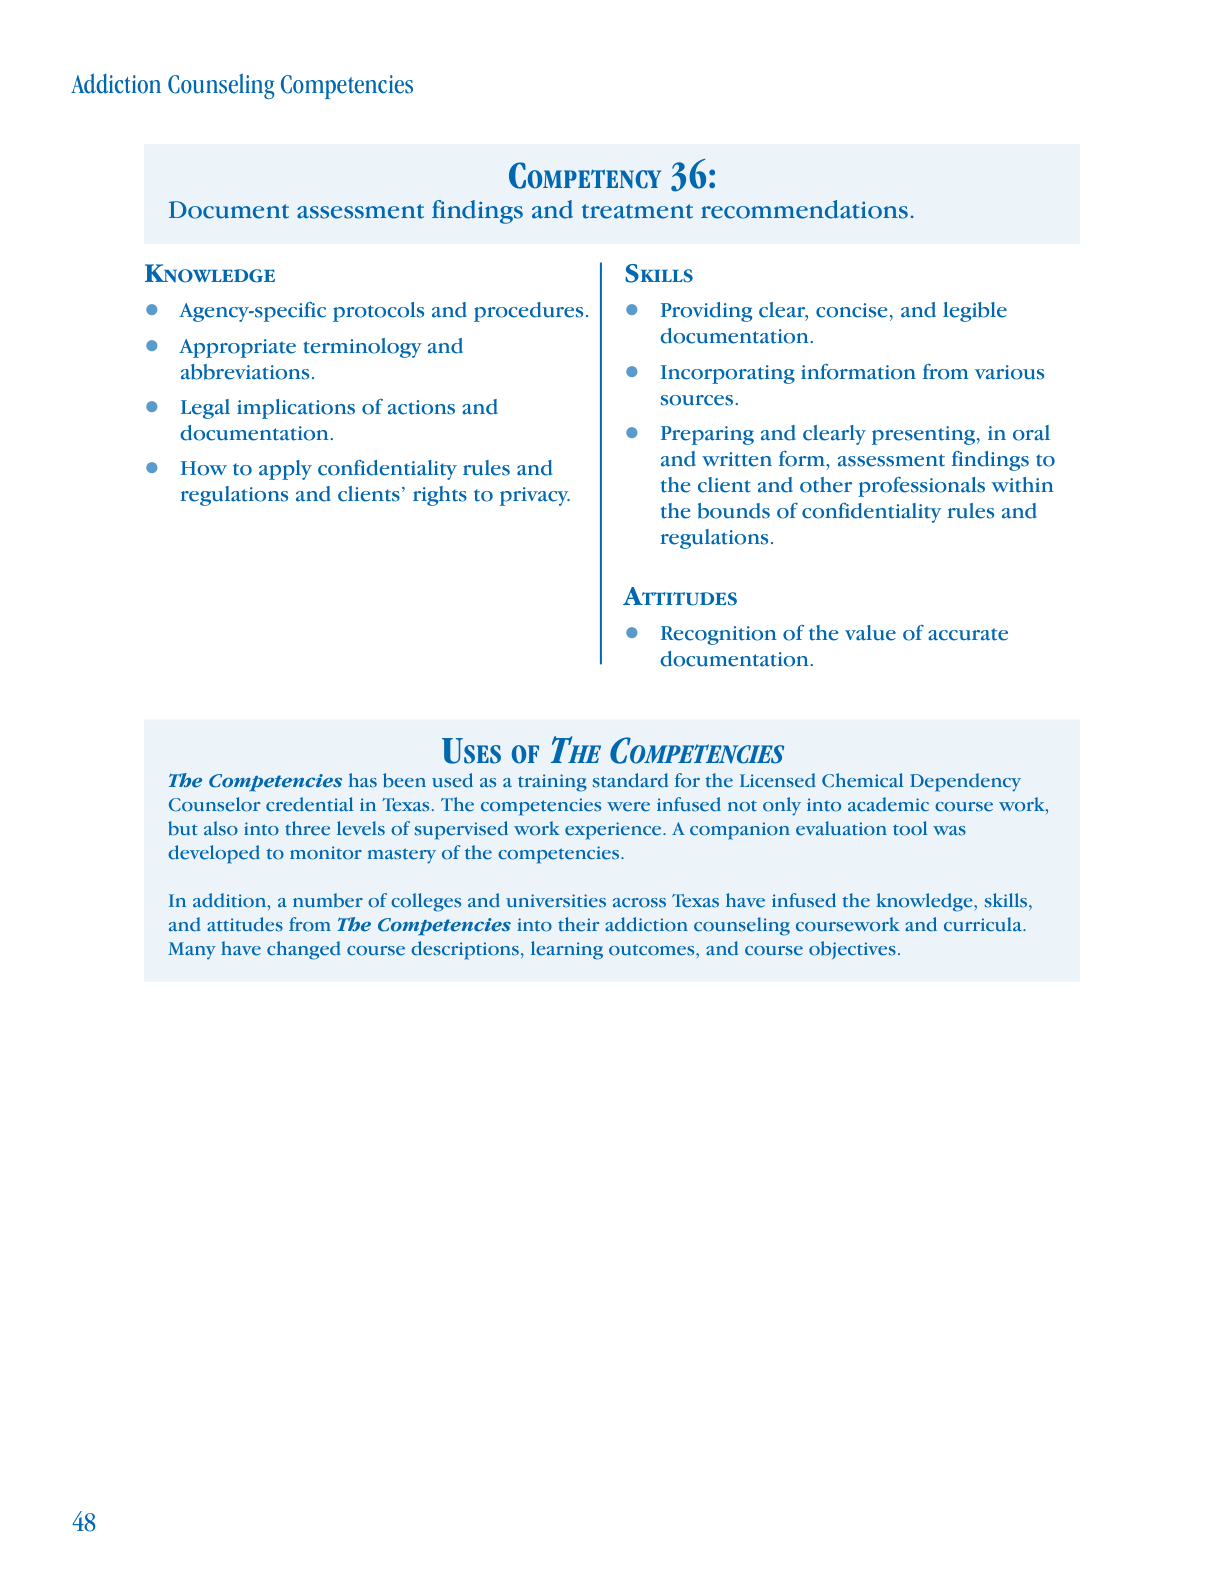 Addiction Counseling Competencies
COMPETENCY 36:
Document assessment findings and treatment recommendations.
KNOWLEDGE
● Agency-specific protocols and procedures.
● Appropriate terminology and
abbreviations.
● Legal implications of actions and
documentation.
● How to apply confidentiality rules and
regulations and clients’ rights to privacy.
SKILLS
● Providing clear, concise, and legible
documentation.
● Incorporating information from various
sources.
● Preparing and clearly presenting, in oral
and written form, assessment findings to
the client and other professionals within
the bounds of confidentiality rules and
regulations.
ATTITUDES
● Recognition of the value of accurate
documentation.
USES OF THE COMPETENCIES
The Competencies has been used as a training standard for the Licensed Chemical Dependency
Counselor credential in Texas. The competencies were infused not only into academic course work,
but also into three levels of supervised work experience. A companion evaluation tool was
developed to monitor mastery of the competencies.
In addition, a number of colleges and universities across Texas have infused the knowledge, skills,
and attitudes from The Competencies into their addiction counseling coursework and curricula.
Many have changed course descriptions, learning outcomes, and course objectives.
48